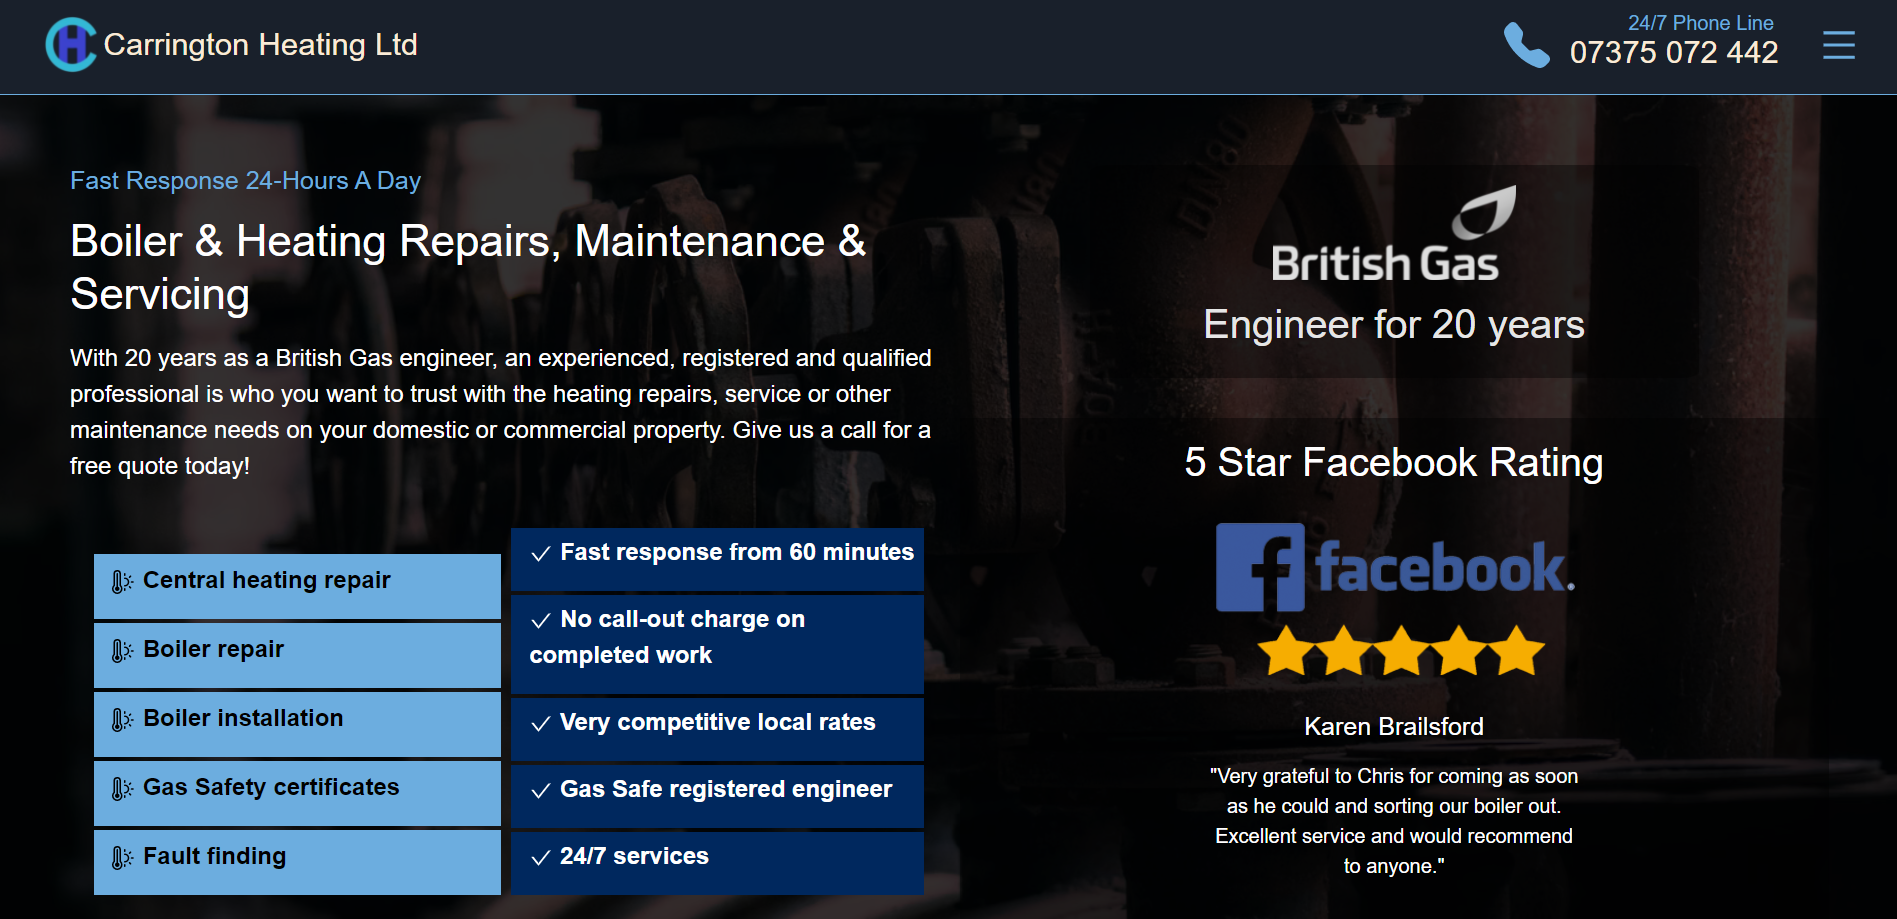 Carrington Heating Ltd
24/7 Phone Line
07375 072 442
Fast Response 24-Hours A Day
Boiler & Heating Repairs, Maintenance &
Servicing
With 20 years as a British Gas engineer, an experienced, registered and qualified
professional is who you want to trust with the heating repairs, service or other
maintenance needs on your domestic or commercial property. Give us a call for a
free quote today!
Central heating repair
Boiler repair
Boiler installation
Gas Safety certificates
Fault finding
Fast response from 60 minutes
No call-out charge on
completed work
Very competitive local rates
Gas Safe registered engineer
24/7 services
British Gas
Engineer for 20 years
5 Star Facebook Rating
facebook®
Karen Brailsford
"Very grateful to Chris for coming as soon
as he could and sorting our boiler out.
Excellent service and would recommend
to anyone."